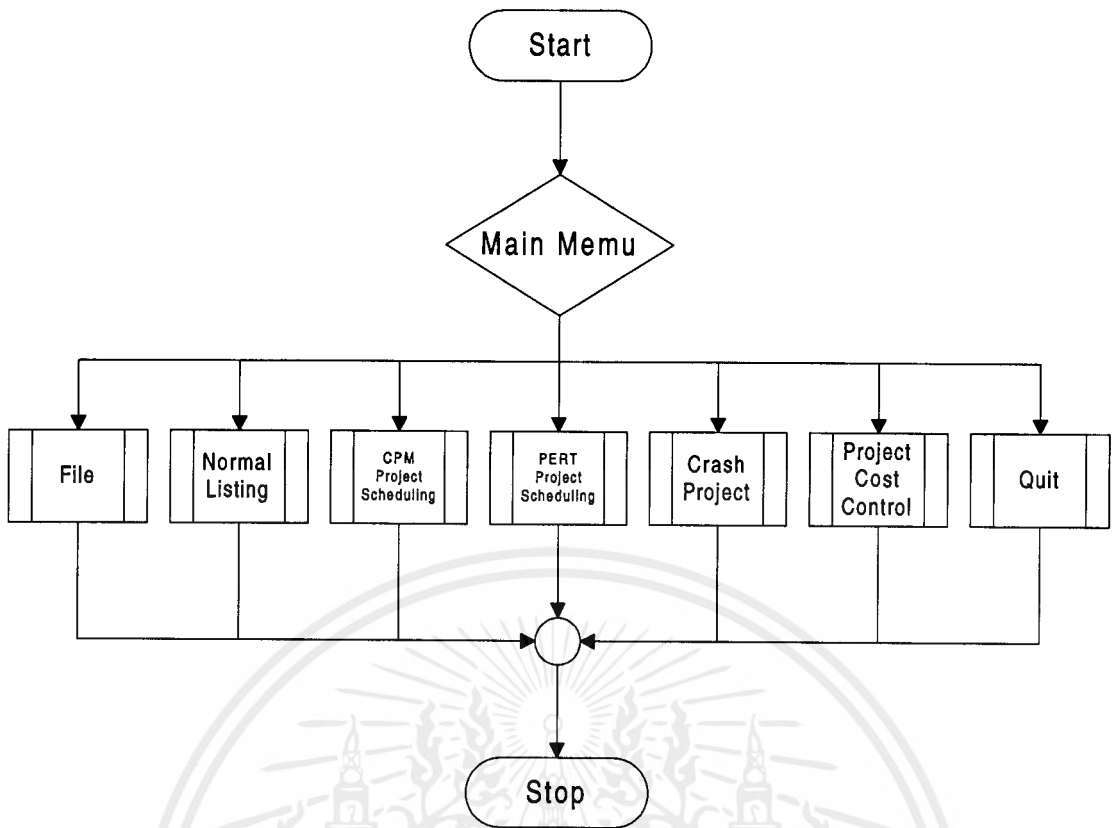 Start
Main Memu
File
Normal
Listing
CPM
Project
Scheduling
PERT
Project
Scheduling
Crash
Project
Project
Cost
Control
Quit
Stop